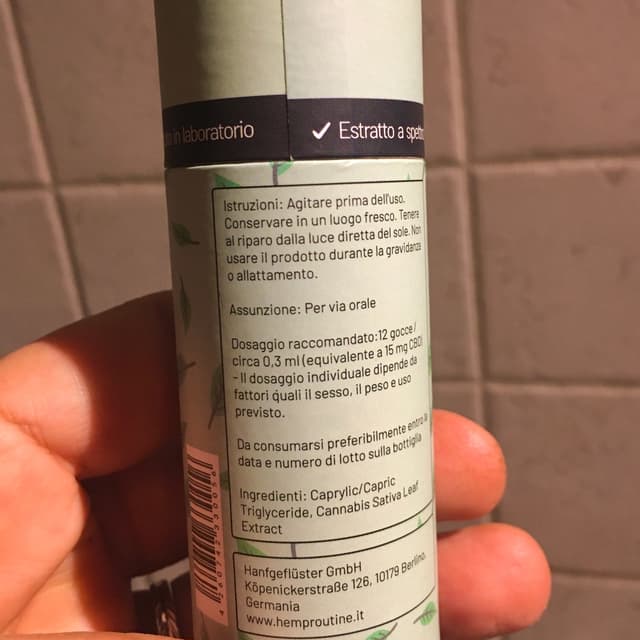 in laboratorio
✓ Estratto a
Istruzioni: Agitare prima dell'uso.
Conservare in un luogo fresco. Tenere
al riparo dalla luce diretta del sole. Non
usare il prodotto durante la gravidanza
o allattamento.
Assunzione: Per via orale
Dosaggio raccomandato:12 gocce /
circa 0,3 ml (equivalente a 15 mg CBD)
- Il dosaggio individuale dipende da
fattori quali il sesso, il peso e uso
previsto.
Da consumarsi preferibilmente entro la
data e numero di lotto sulla bottiglia
Ingredienti: Caprylic/Capric
Triglyceride, Cannabis Sativa Leaf
Extract
Hanfgeflüster GmbH
Köpenickerstraße 126, 10179 Berlino,
Germania
www.hemproutine.it